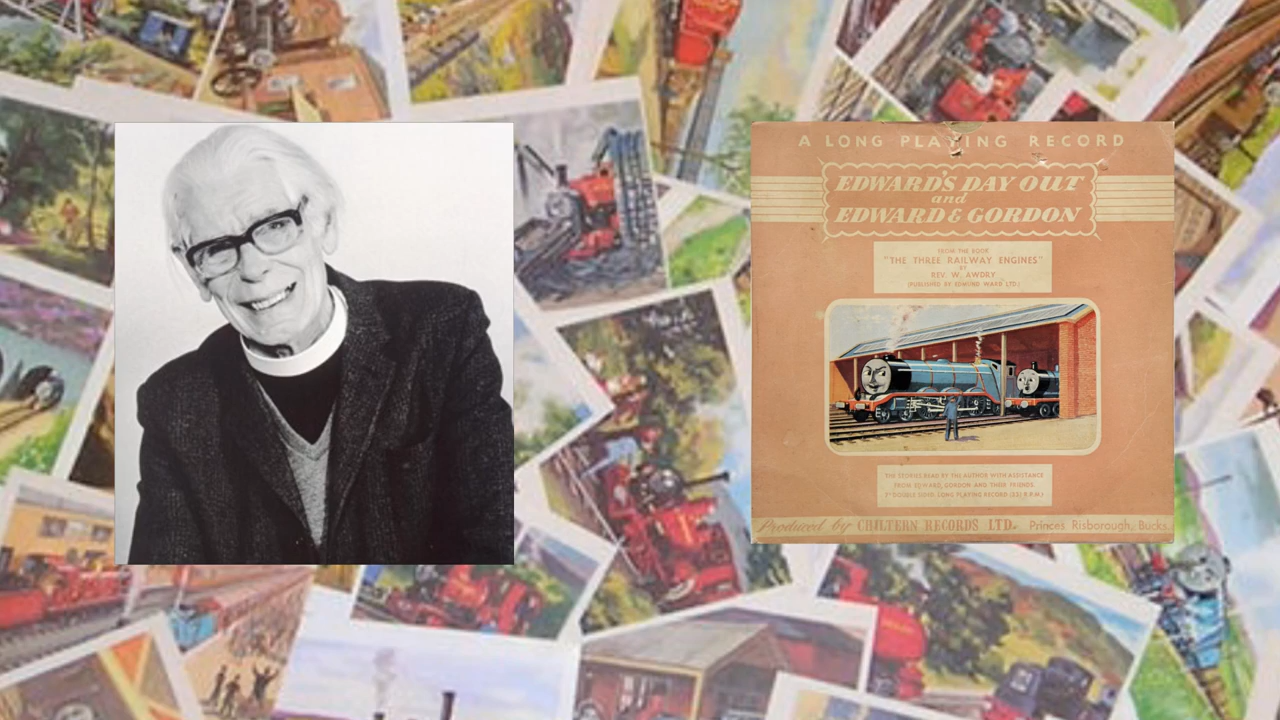 A LONG PLAYING RECORD
EDWARD'S DAY OUT
and
EDWARD & GORDON
FROM THE BOOK
"THE THREE RAILWAY ENGINES"
BY
REV. W. AWDRY
(PUBLISHED BY EDMUND WARD LTD.)
THE STORIES READ BY THE AUTHOR WITH ASSISTANCE
FROM EDWARD, GORDON AND THEIR FRIENDS.
7" DOUBLE SIDED LONG PLAYING RECORD (33⅓ R.P.M.)
Produced by CHILTERN RECORDS LTD. Princes Risborough, Bucks.